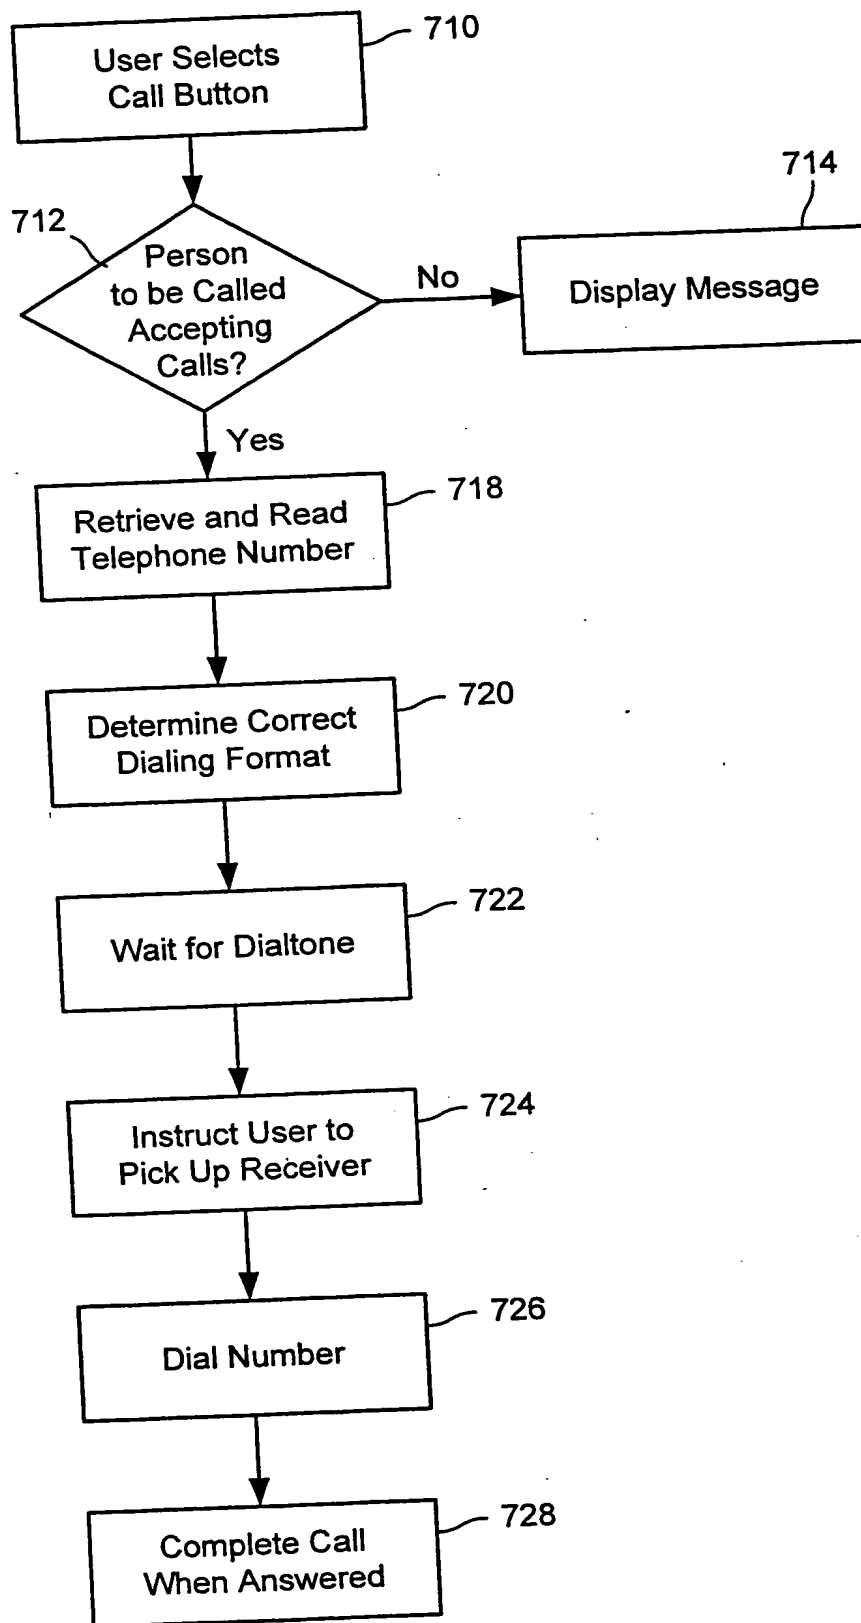 710
User Selects
Call Button
714
712
Person
to be Called
Accepting
Calls?
No
Display Message
Yes
718
Retrieve and Read
Telephone Number
720
Determine Correct
Dialing Format
722
Wait for Dialtone
724
Instruct User to
Pick Up Receiver
726
Dial Number
728
Complete Call
When Answered